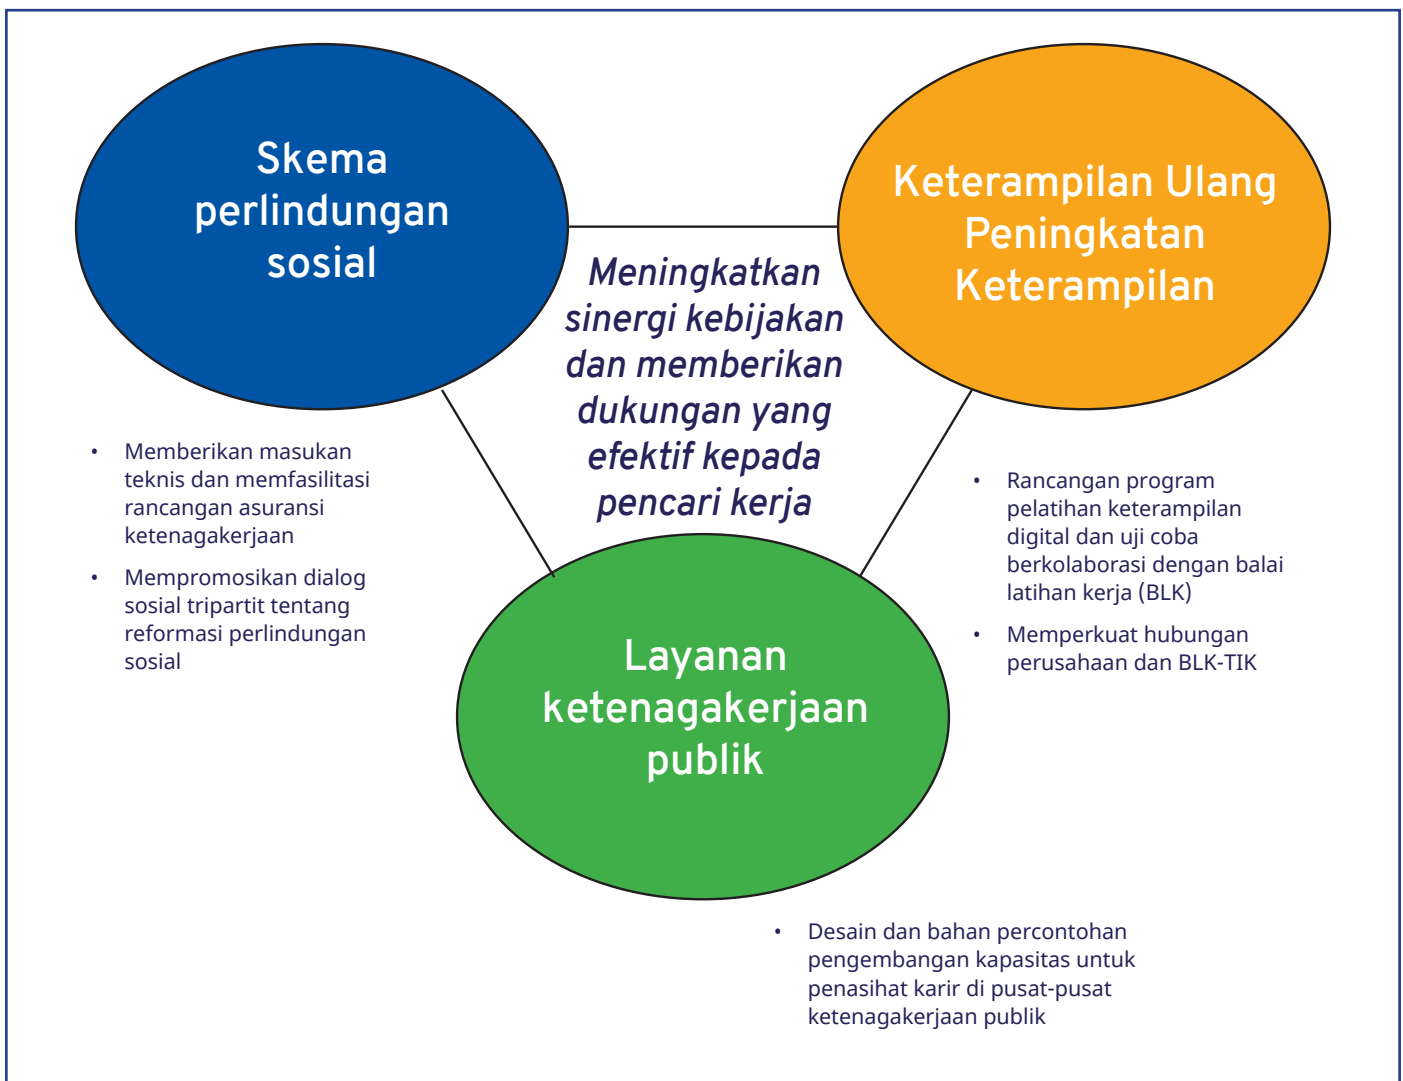 Skema
perlindungan
sosial
Keterampilan Ulang
Peningkatan
Keterampilan
Meningkatkan
sinergi kebijakan
dan memberikan
dukungan yang
efektif kepada
pencari kerja
• Memberikan masukan
teknis dan memfasilitasi
rancangan asuransi
ketenagakerjaan
• Mempromosikan dialog
sosial tripartit tentang
reformasi perlindungan
sosial
• Rancangan program
pelatihan keterampilan
digital dan uji coba
berkolaborasi dengan balai
latihan kerja (BLK)
• Memperkuat hubungan
perusahaan dan BLK-TIK
Layanan
ketenagakerjaan
publik
• Desain dan bahan percontohan
pengembangan kapasitas untuk
penasihat karir di pusat-pusat
ketenagakerjaan publik